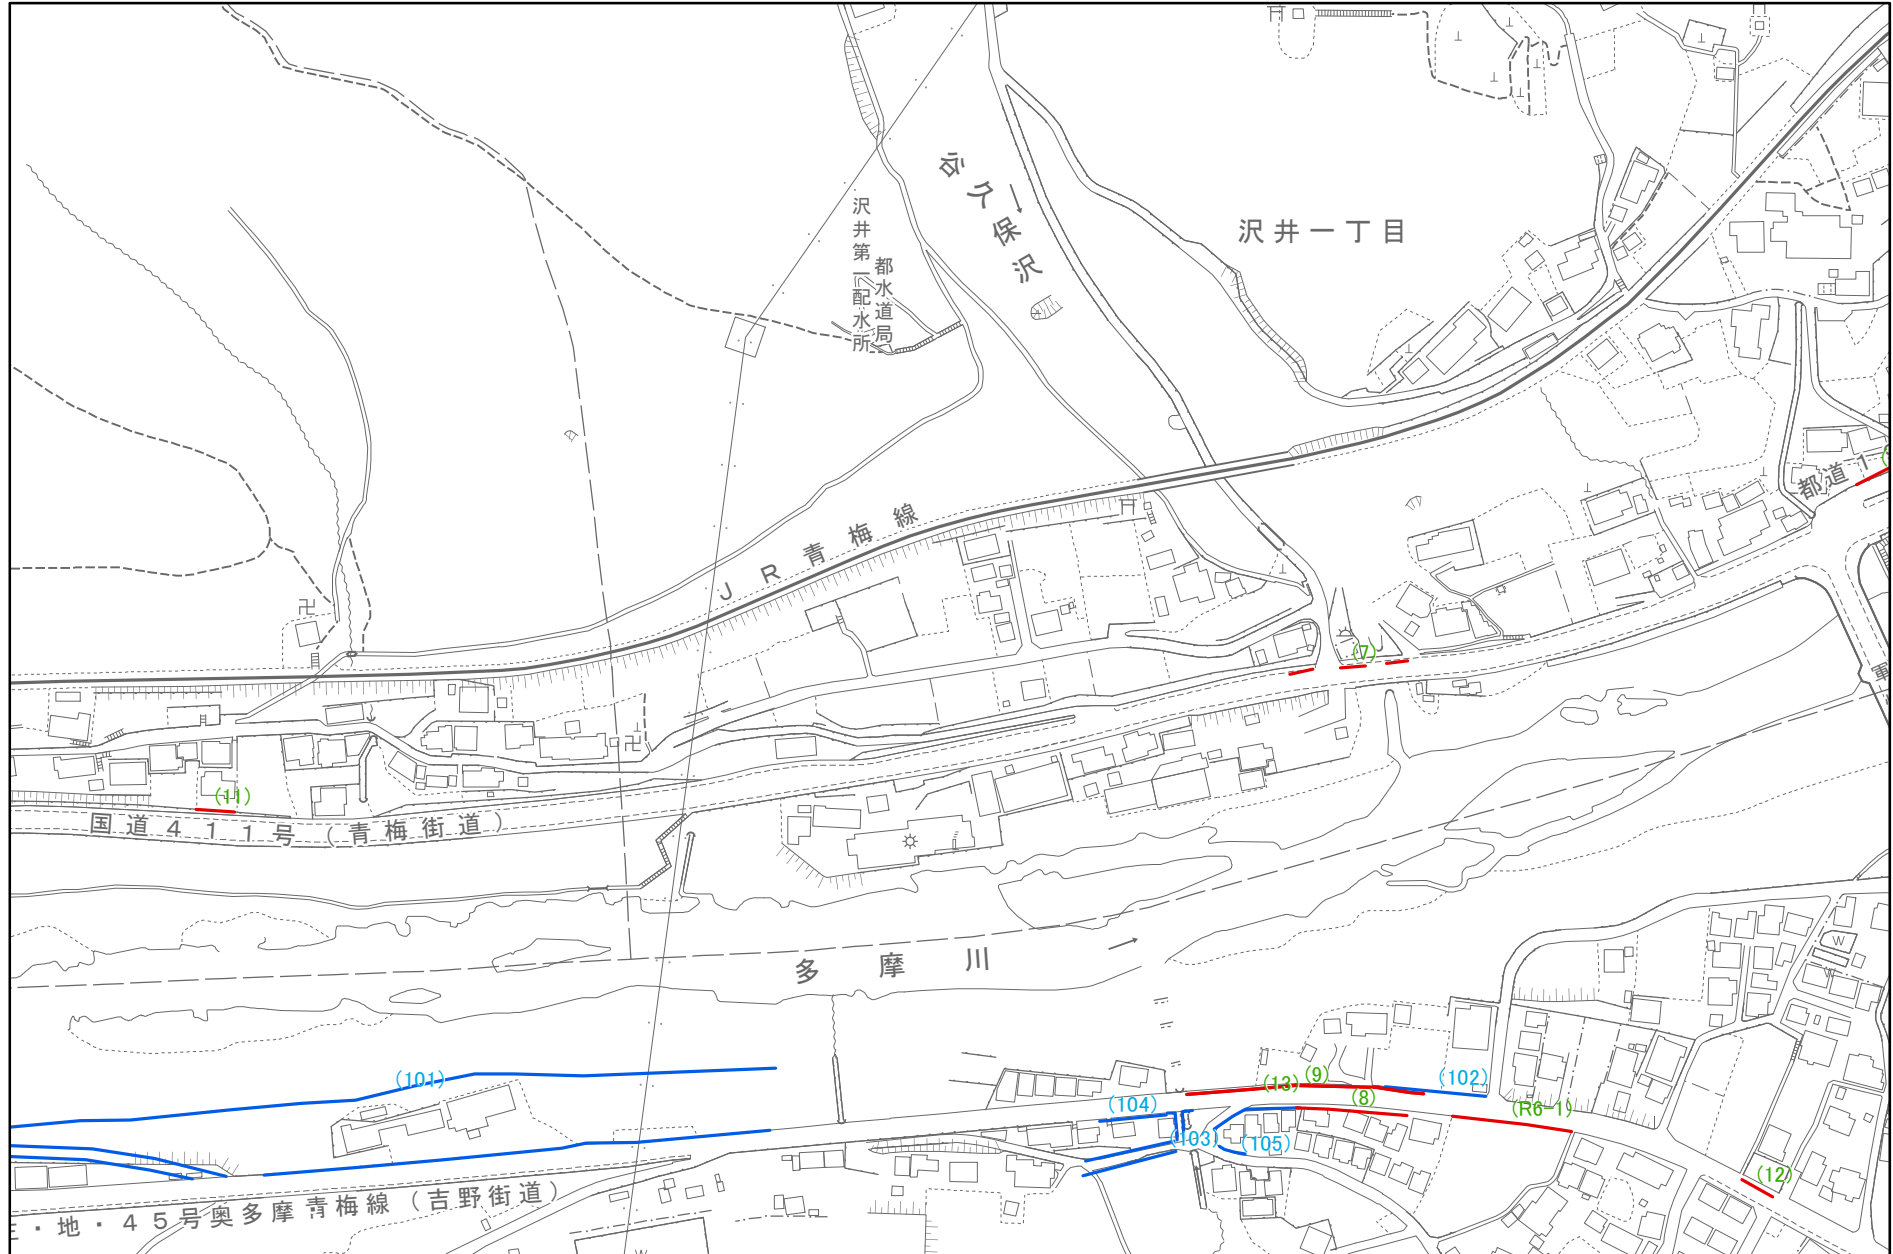 谷久保沢
沢井一丁目
沢井第一配水所
都水道局
JR青梅線
都道1
(7)
(11)
国道411号(青梅街道)
多摩川
(101)
(13)
(9)
(8)
(102)
(104)
(R6-1)
(103)
(105)
(12)
・地・45号奥多摩青梅線(吉野街道)